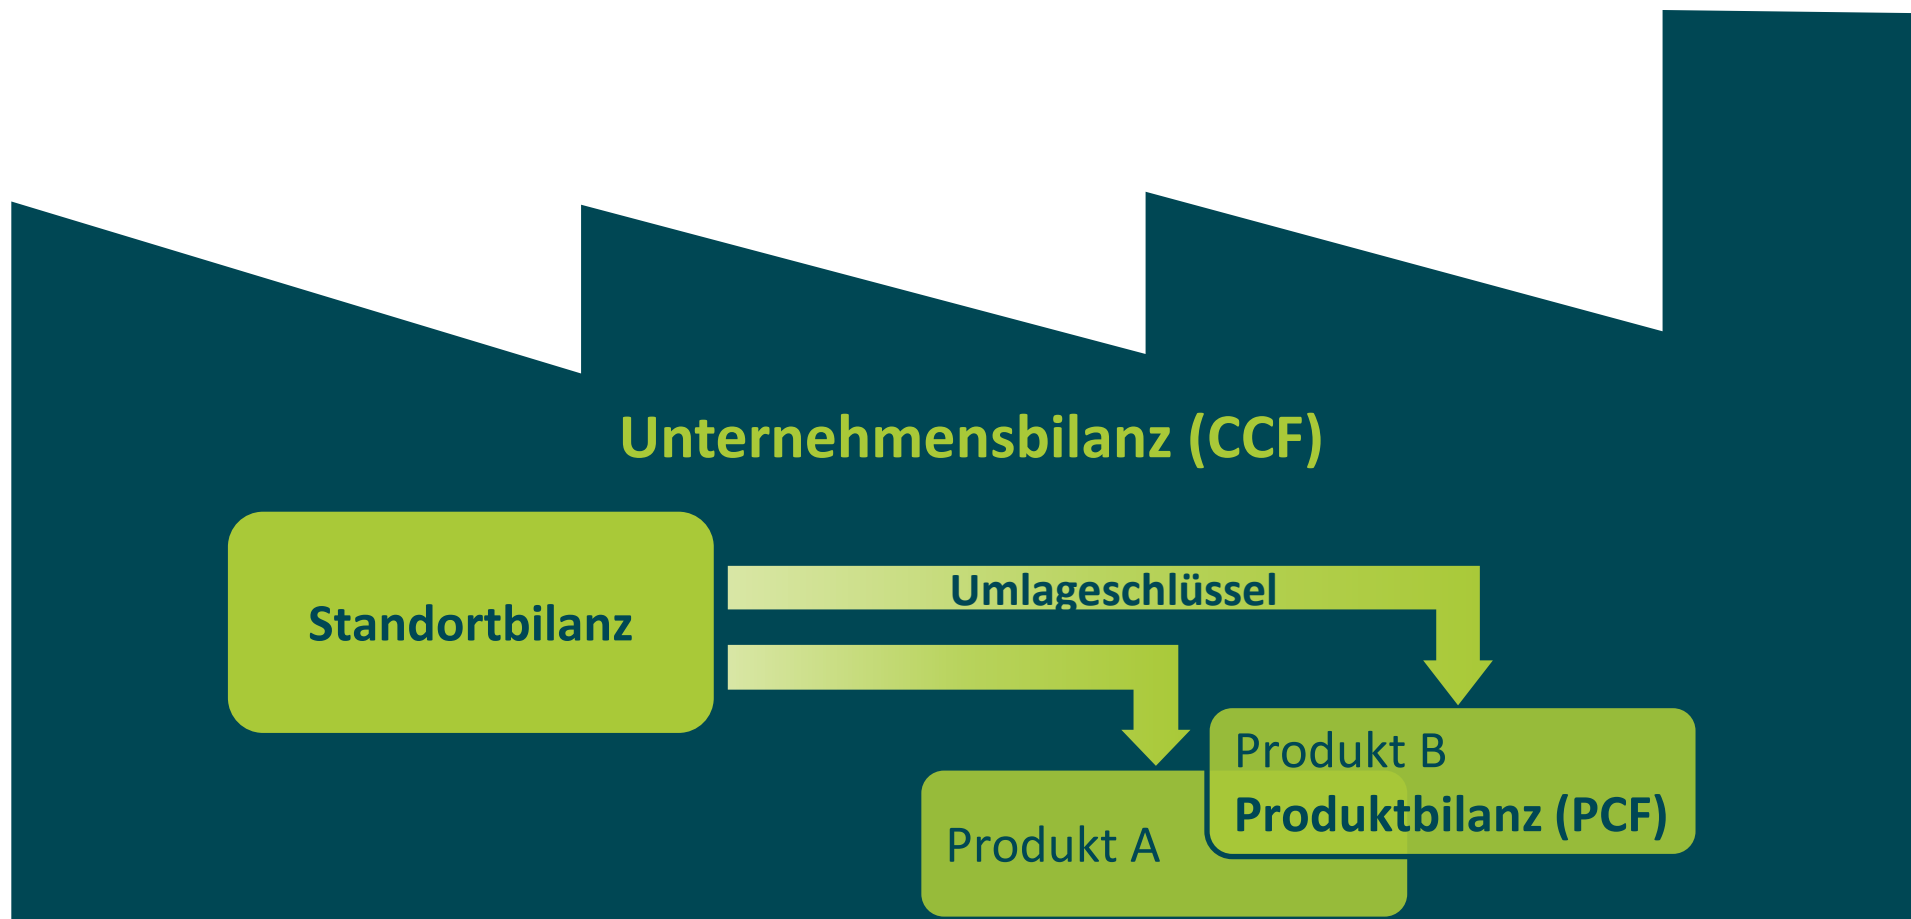 Unternehmensbilanz (CCF)
Standortbilanz
Umlageschlüssel
Produkt B
Produktbilanz (PCF)
Produkt A